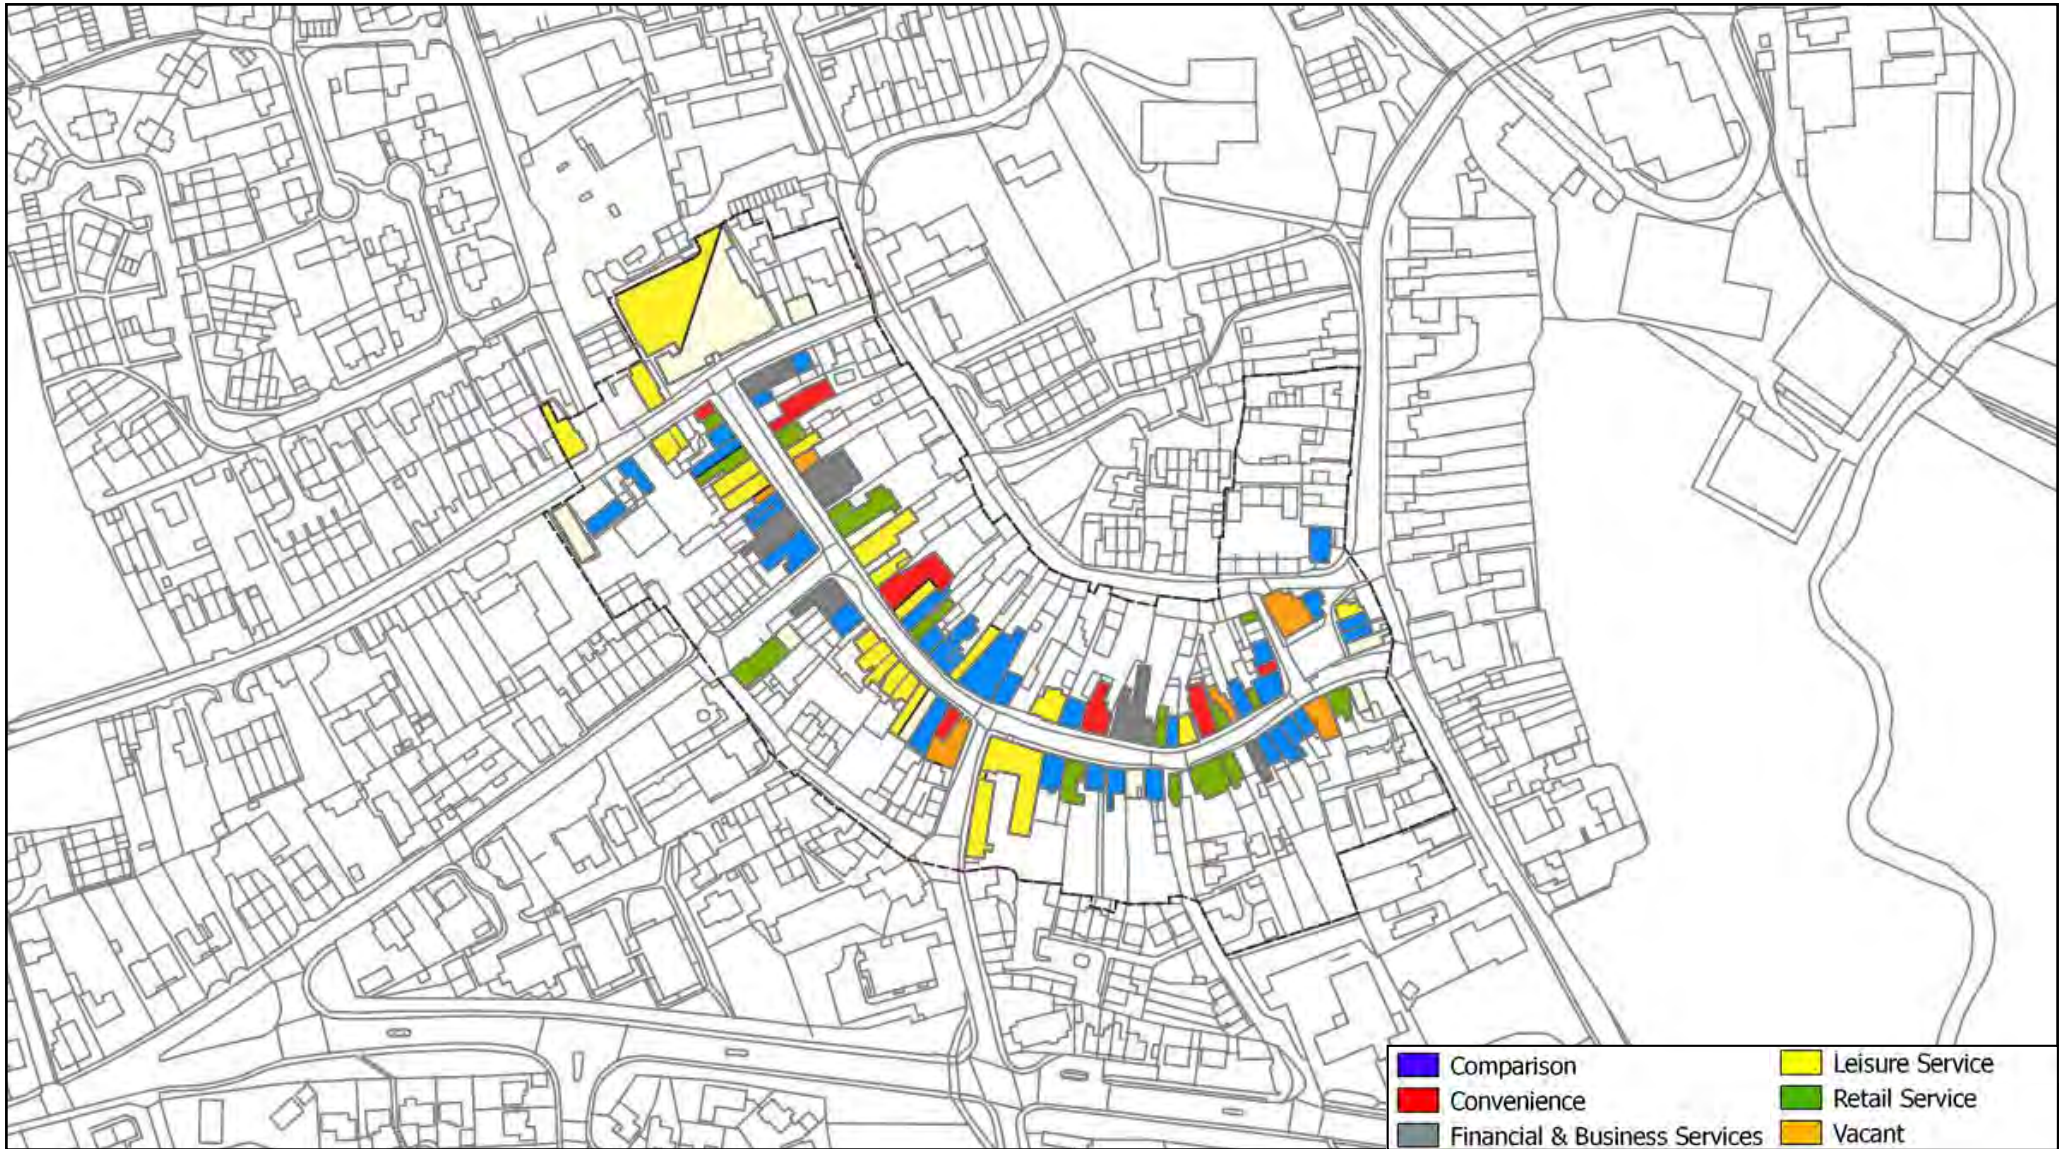 Comparison
Convenience
Financial & Business Services
Leisure Service
Retail Service
Vacant